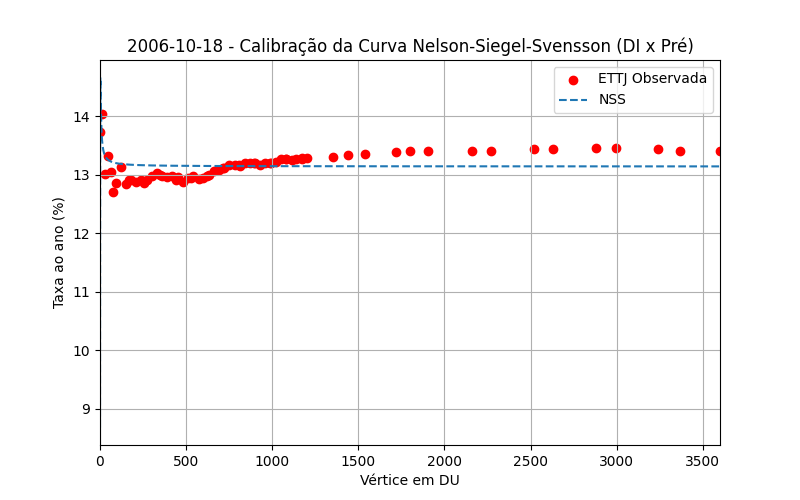 2006-10-18 - Calibração da Curva Nelson-Siegel-Svensson (DI x Pré)
ETTJ Observada
NSS
Taxa ao ano (%)
14
13
12
11
10
9
0 500 1000 1500 2000 2500 3000 3500
Vértice em DU